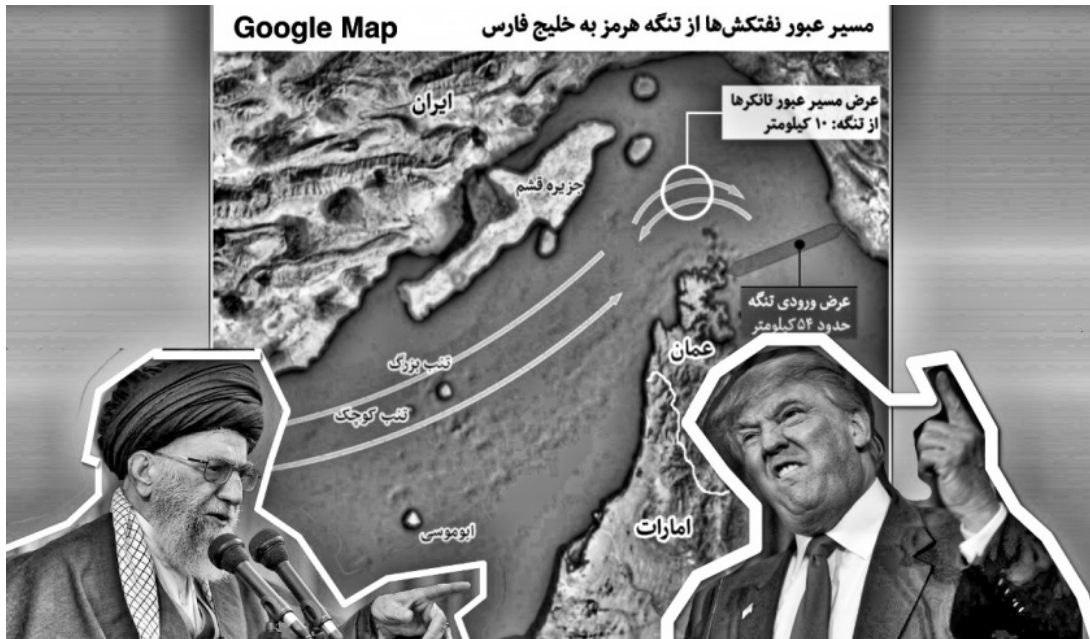 Google Map
مسیر عبور نفتکش‌ها از تنگه هرمز به خلیج فارس
ایران
عرض مسیر عبور تانکرها
از تنگه: ۱۰ کیلومتر
جزیره قشم
عرض ورودی تنگه
حدود ۵۴ کیلومتر
عمان
تنب بزرگ
تنب کوچک
ابوموسی
امارات